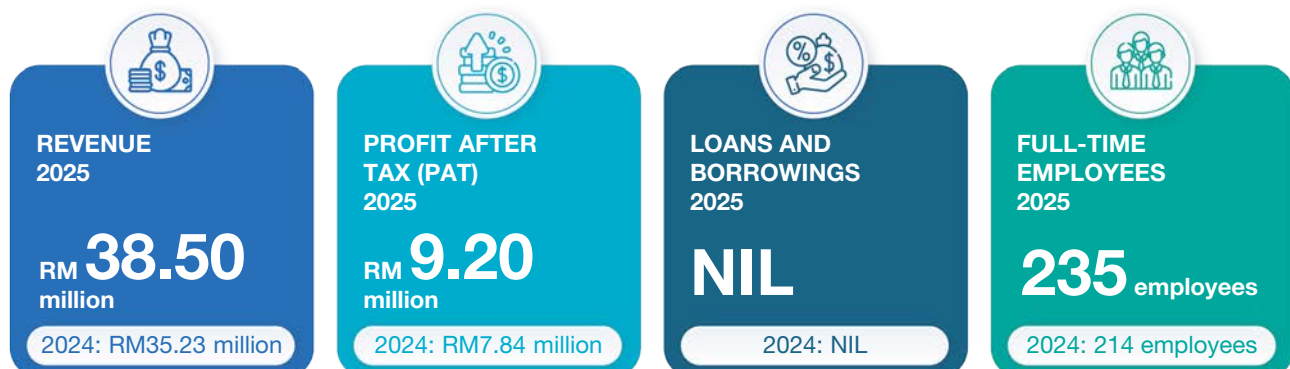 REVENUE
2025
RM 38.50
million
2024: RM35.23 million
PROFIT AFTER
TAX (PAT)
2025
RM 9.20
million
2024: RM7.84 million
LOANS AND
BORROWINGS
2025
NIL
2024: NIL
FULL-TIME
EMPLOYEES
2025
235 employees
2024: 214 employees